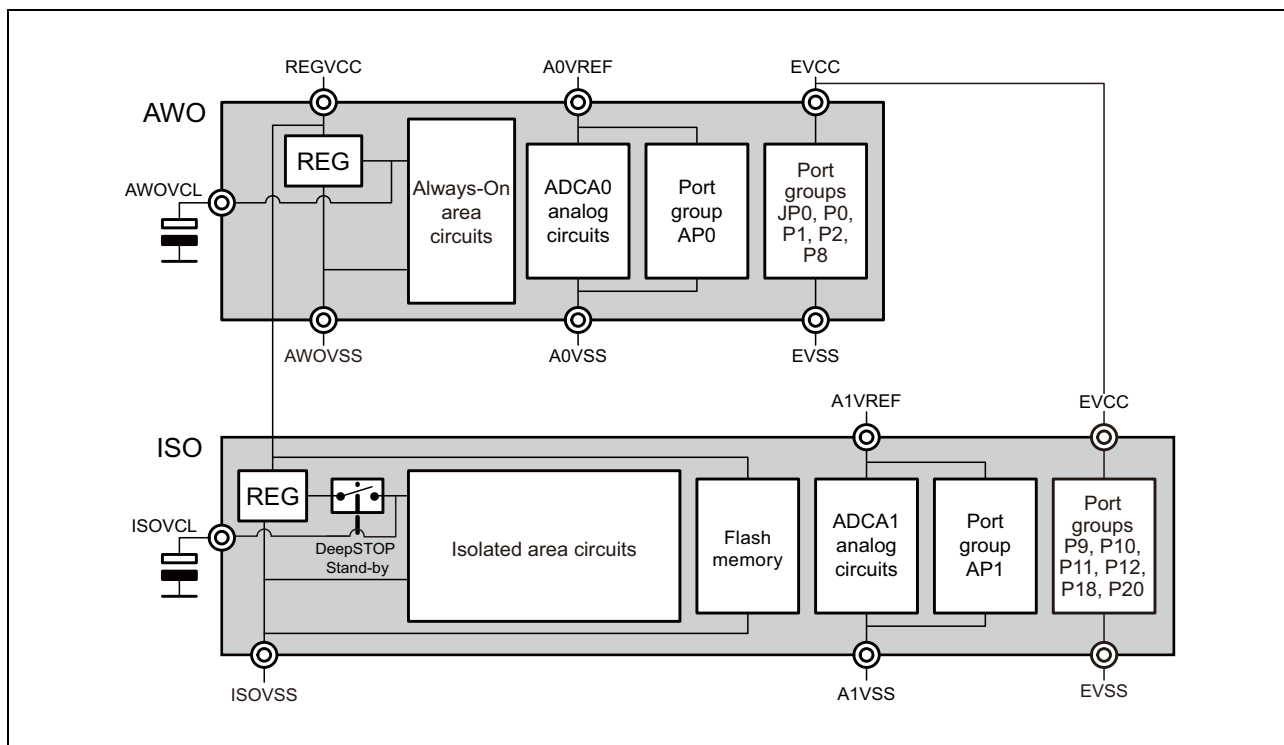 REGVCC
A0VREF
EVCC
AWO
REG
AWOVCL
Always-On
area
circuits
ADCA0
analog
circuits
Port
group
AP0
Port
groups
JP0, P0,
P1, P2,
P8
AWOVSS
A0VSS
EVSS
A1VREF
EVCC
ISO
REG
ISOVCL
DeepSTOP
Stand-by
Isolated area circuits
Flash
memory
ADCA1
analog
circuits
Port
group
AP1
Port
groups
P9, P10,
P11, P12,
P18, P20
ISOVSS
A1VSS
EVSS